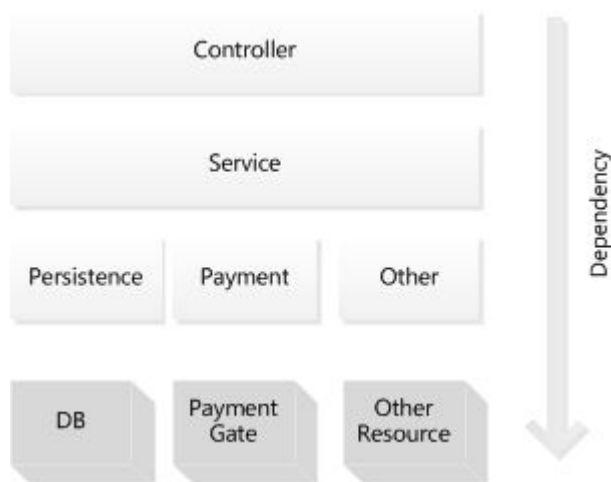 Controller
Service
Persistence
Payment
Other
DB
Payment
Gate
Other
Resource
Dependency